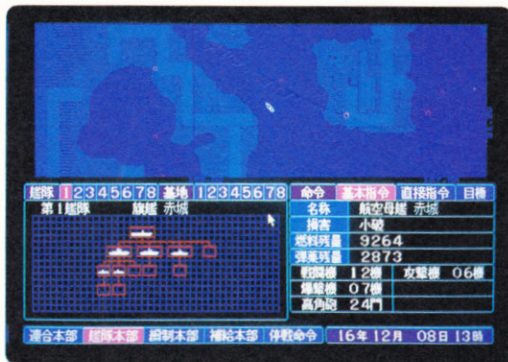 艦隊 1 2 3 4 5 6 7 8 基地 1 2 3 4 5 6 7 8
第1艦隊 旗艦 赤城
命令 基本指令 直接指令 目標
名称 航空母艦 赤城
損害 小破
燃料残量 9264
弾薬残量 2873
戦闘機 12機 攻撃機 06機
爆撃機 07機
高角砲 24門
連合本部 艦隊本部 編制本部 補給本部 停戦命令 16年12月 08日13時